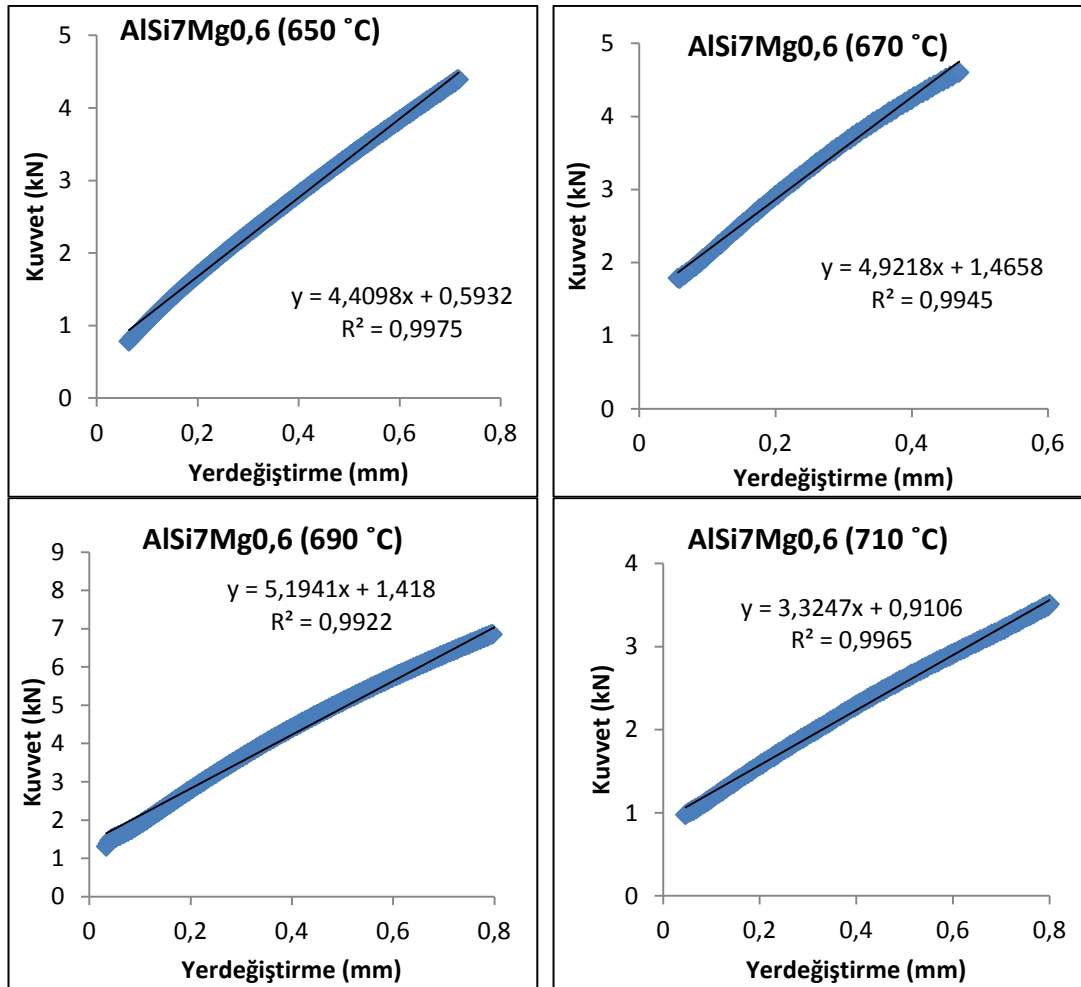 AlSi7Mg0,6 (650 ˚C)
5
4
3
2
1
0
Kuvvet (kN)
y = 4,4098x + 0,5932
R² = 0,9975
0 0,2 0,4 0,6 0,8
Yerdeğiştirme (mm)
AlSi7Mg0,6 (670 ˚C)
5
4
3
2
1
0
Kuvvet (kN)
y = 4,9218x + 1,4658
R² = 0,9945
0 0,2 0,4 0,6
Yerdeğiştirme (mm)
AlSi7Mg0,6 (690 ˚C)
9
8
7
6
5
4
3
2
1
0
Kuvvet (kN)
y = 5,1941x + 1,418
R² = 0,9922
0 0,2 0,4 0,6 0,8
Yerdeğiştirme (mm)
AlSi7Mg0,6 (710 ˚C)
4
3
2
1
0
Kuvvet (kN)
y = 3,3247x + 0,9106
R² = 0,9965
0 0,2 0,4 0,6 0,8
Yerdeğiştirme (mm)